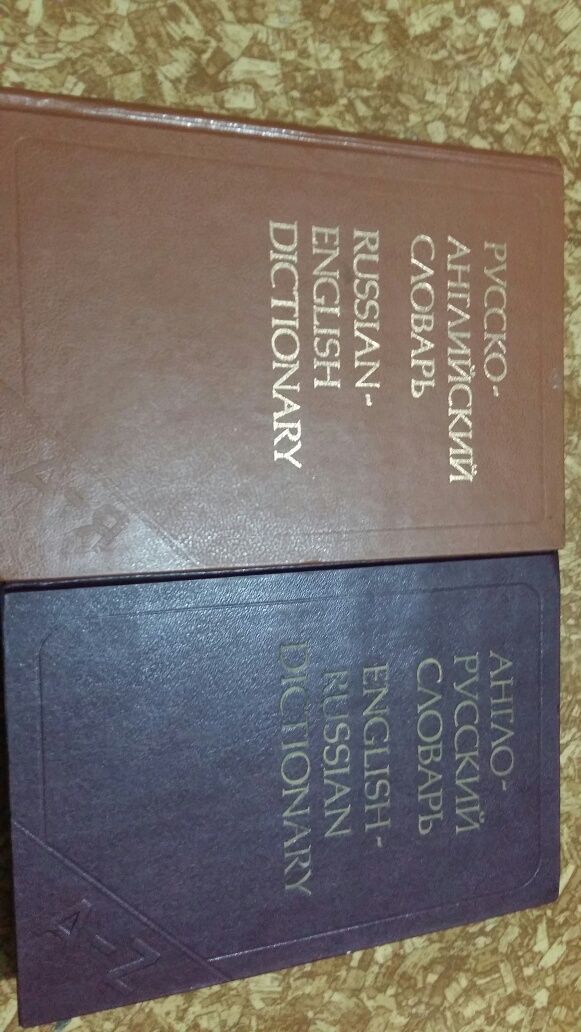 РУССКО-
АНГЛИЙСКИЙ
СЛОВАРЬ
RUSSIAN-
ENGLISH
DICTIONARY
А-Я
АНГЛО-
РУССКИЙ
СЛОВАРЬ
ENGLISH-
RUSSIAN
DICTIONARY
A-Z